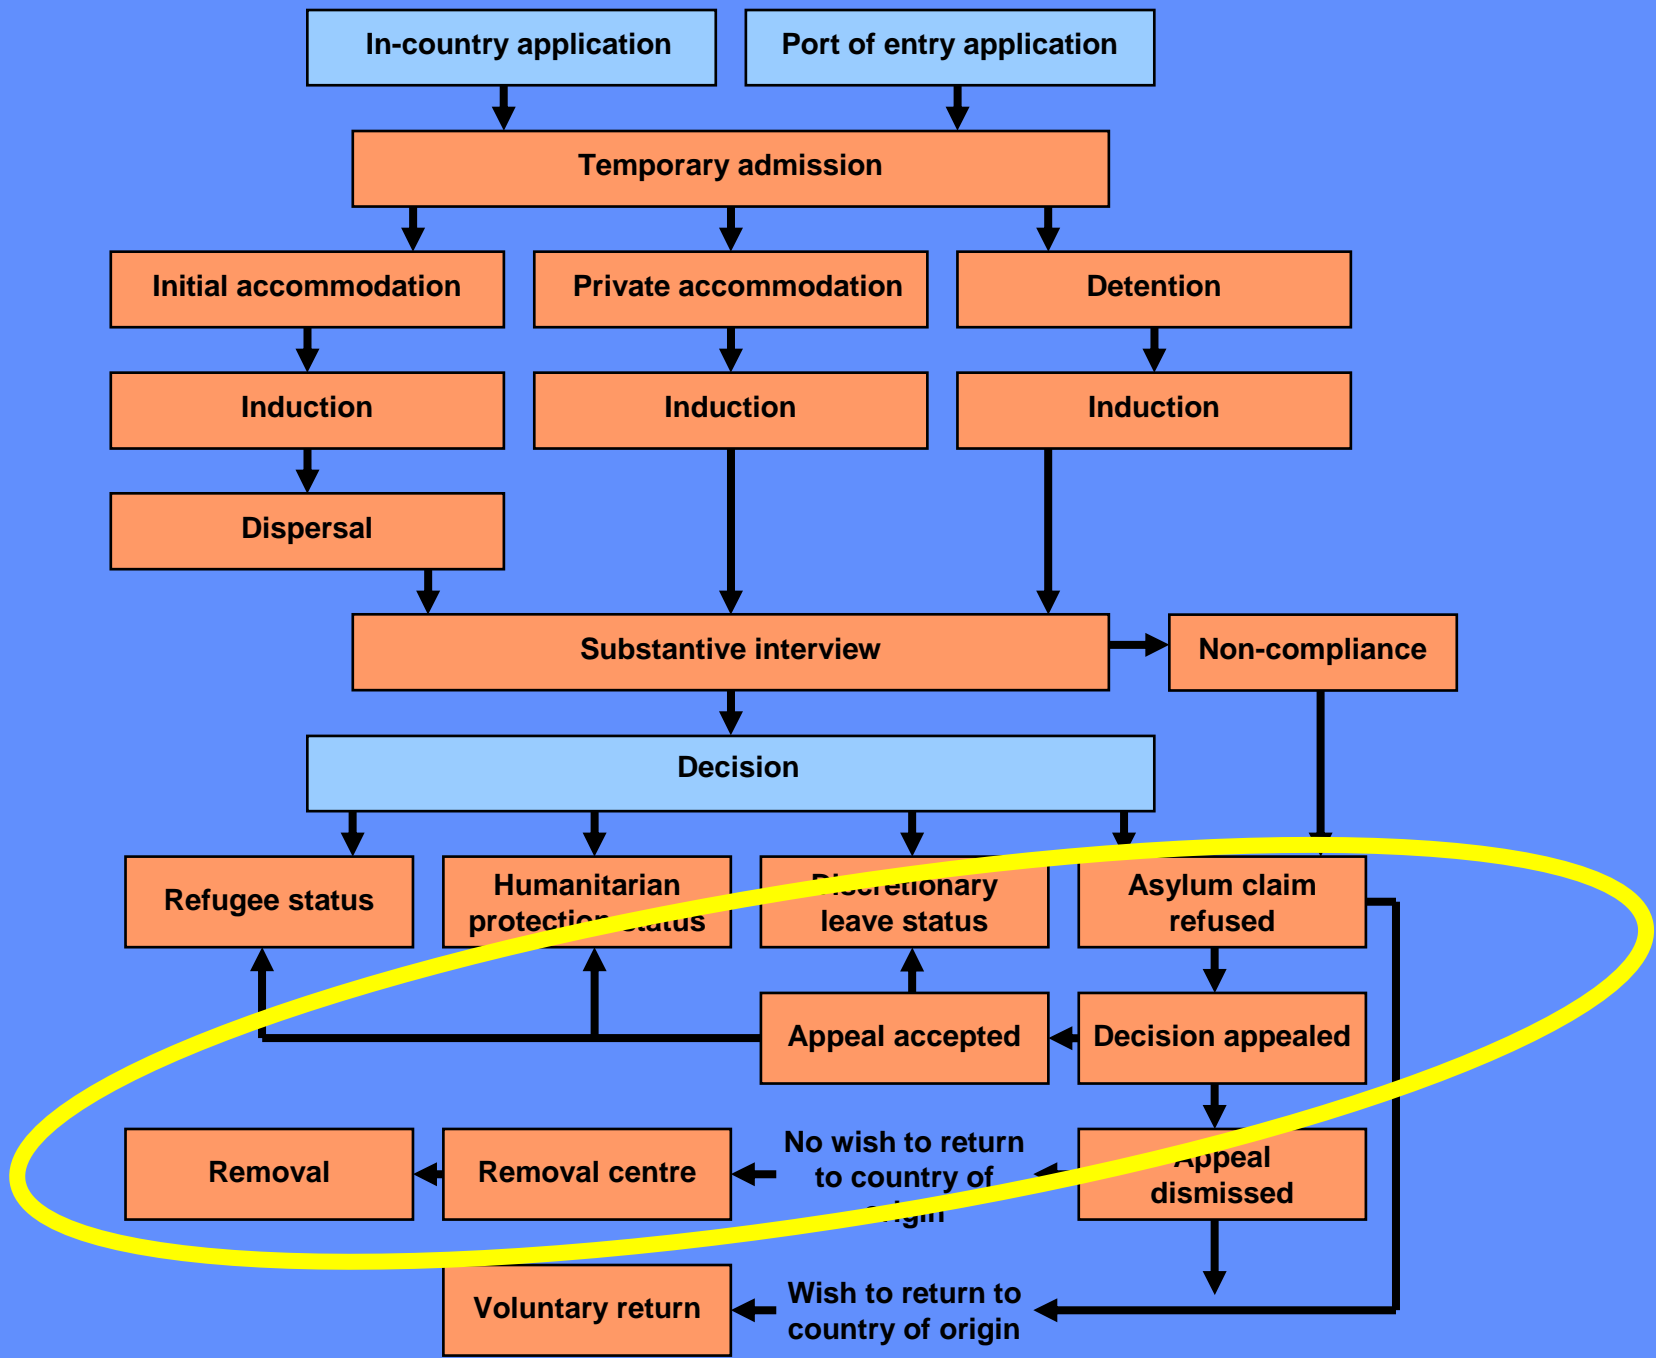 In-country application
Port of entry application
Temporary admission
Initial accommodation
Private accommodation
Detention
Induction
Induction
Induction
Dispersal
Substantive interview
Non-compliance
Decision
Refugee status
Humanitarian
protection status
Discretionary
leave status
Asylum claim
refused
Appeal accepted
Decision appealed
Removal
Removal centre
No wish to return
to country of
origin
Appeal
dismissed
Voluntary return
Wish to return to
country of origin